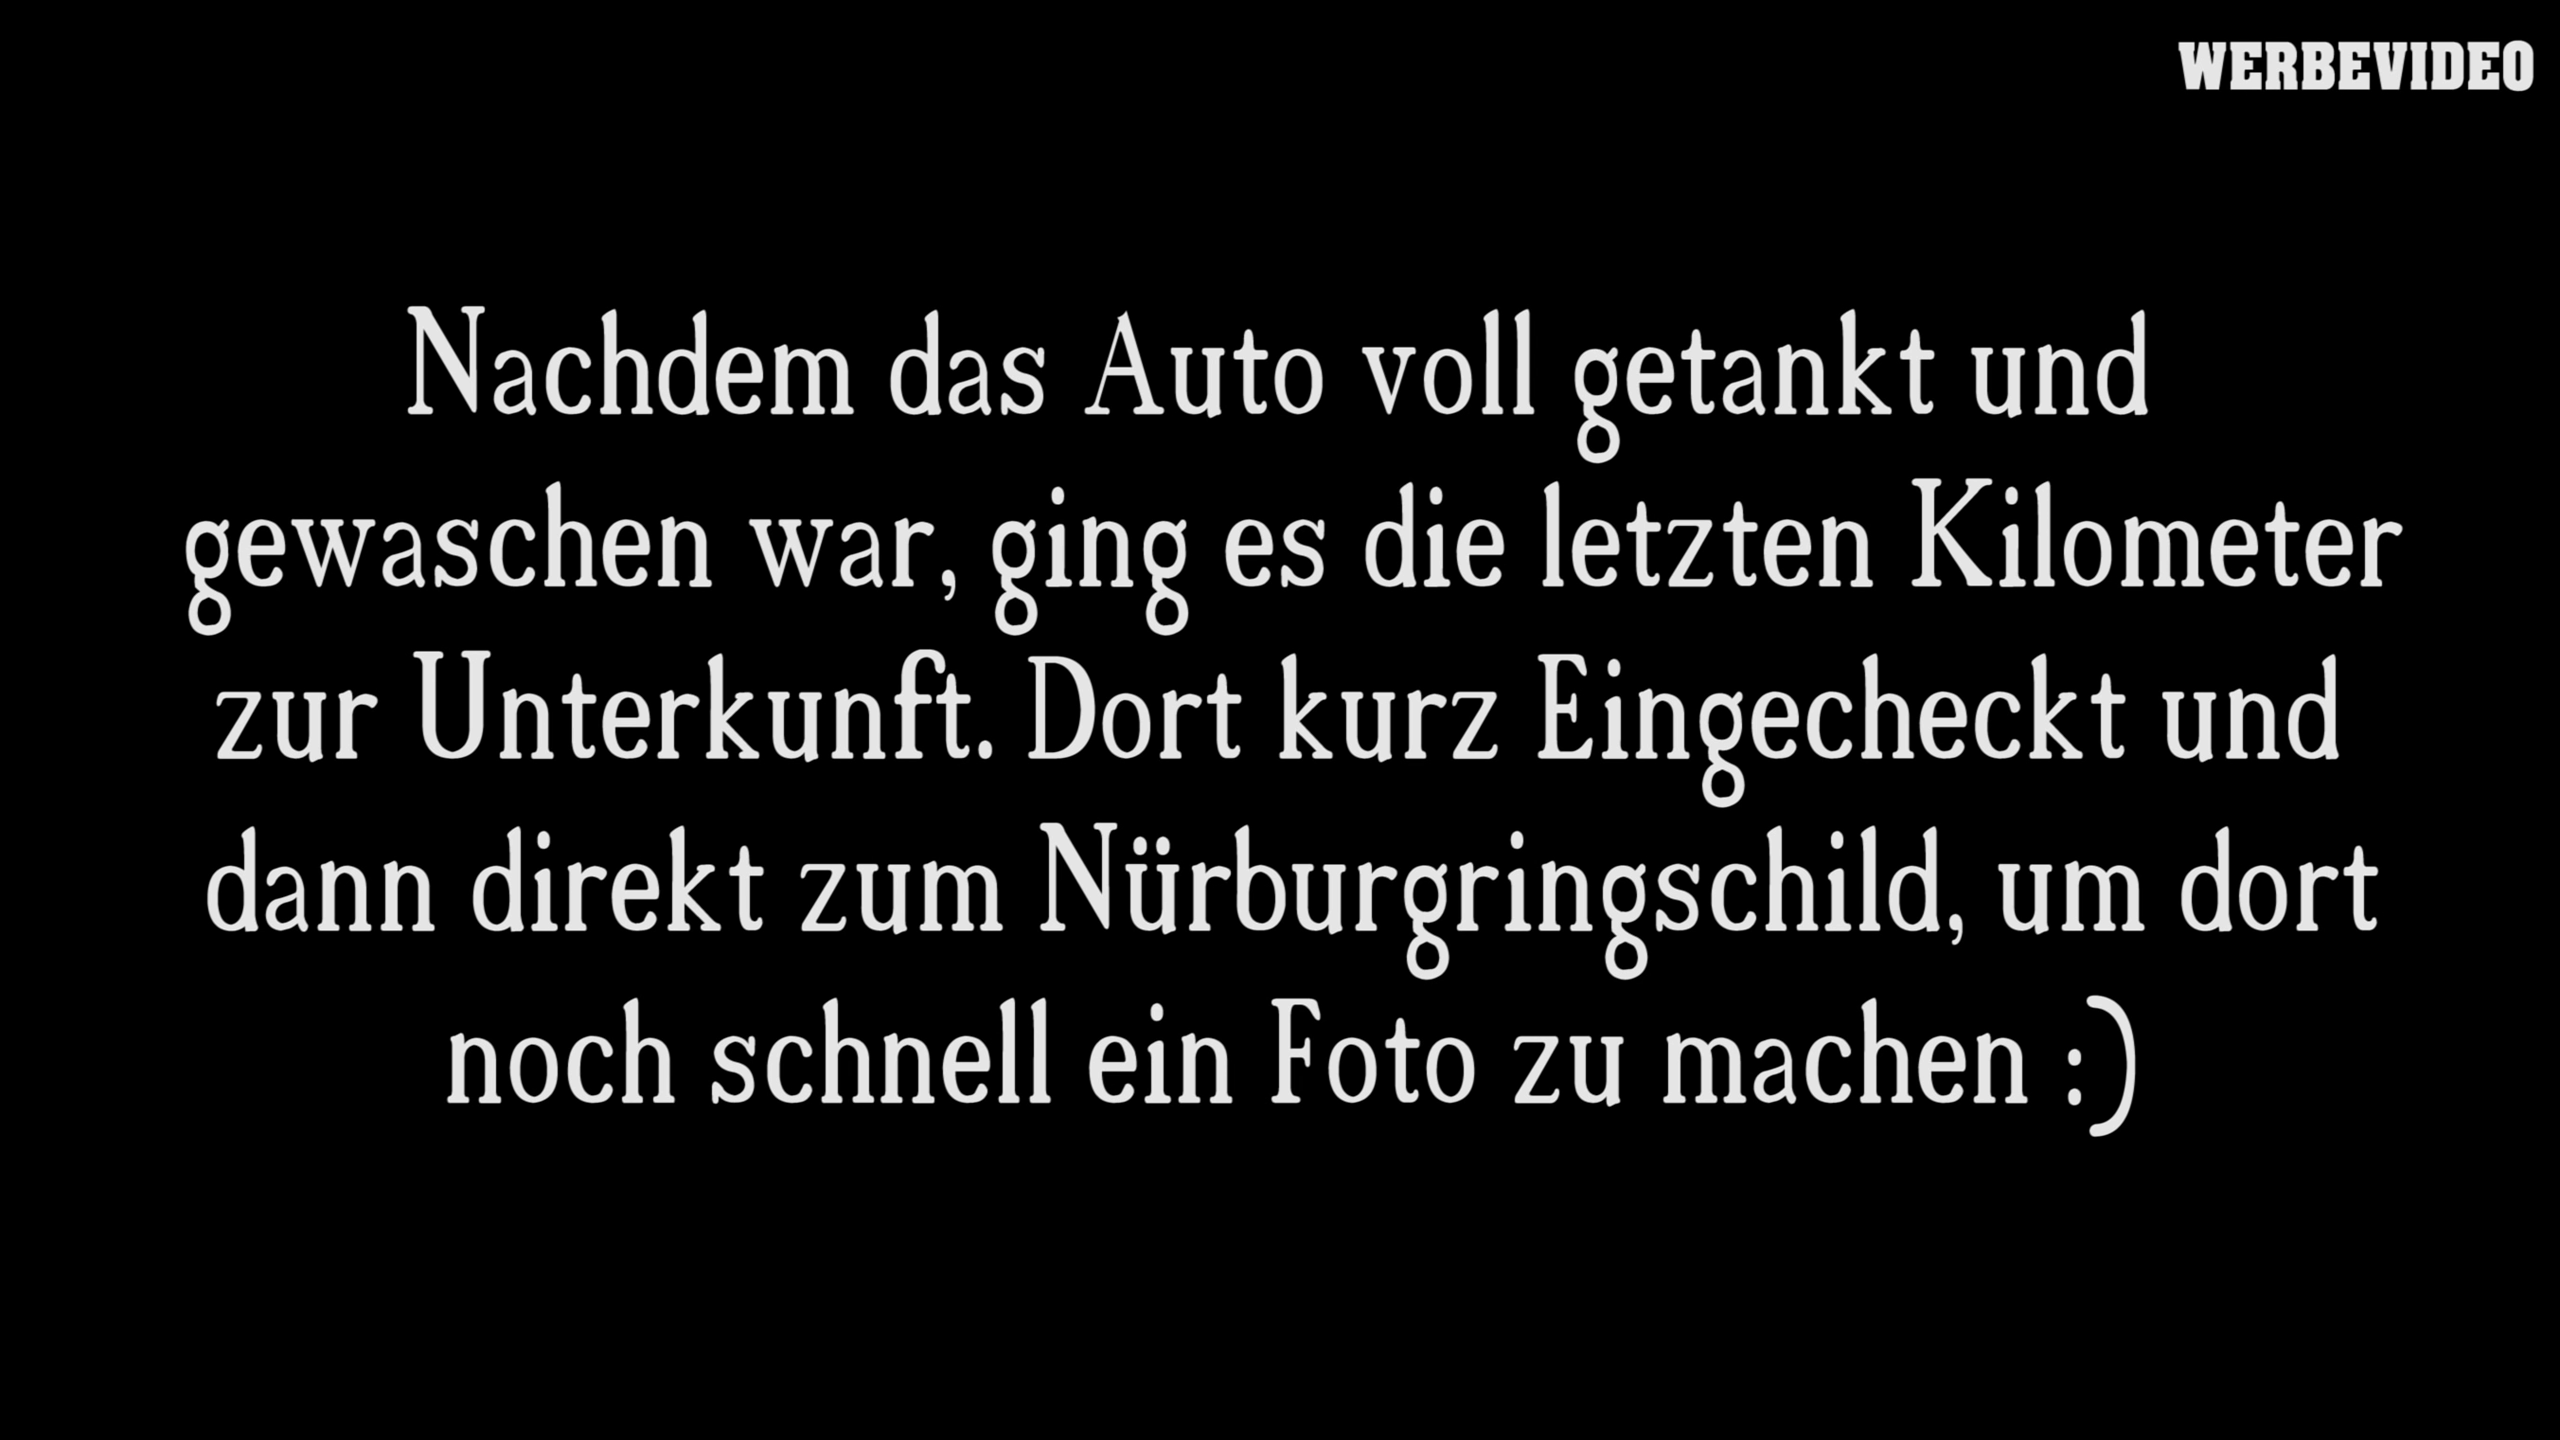 WERBEVIDEO
Nachdem das Auto voll getankt und
gewaschen war, ging es die letzten Kilometer
zur Unterkunft. Dort kurz Eingecheckt und
dann direkt zum Nürburgringschild, um dort
noch schnell ein Foto zu machen :)